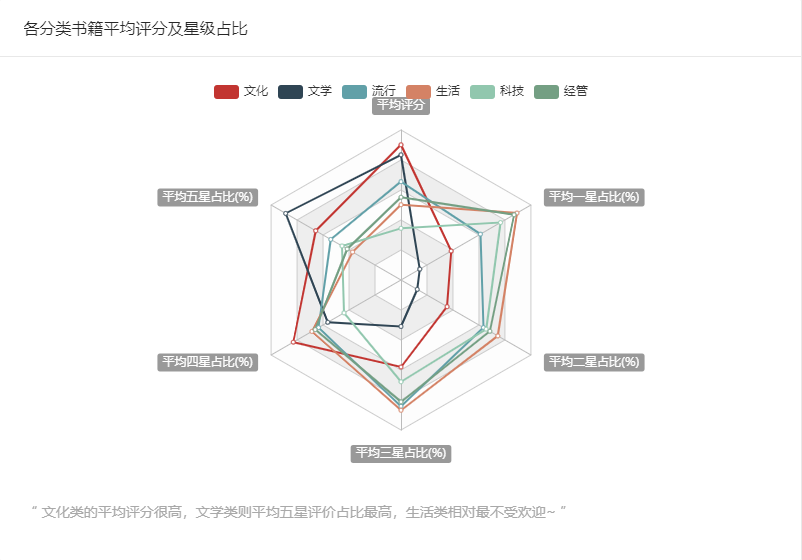 各分类书籍平均评分及星级占比
文化 文学 流行 生活 科技 经管
平均评分
平均五星占比(%) 平均一星占比(%)
平均四星占比(%) 平均二星占比(%)
平均三星占比(%)
“ 文化类的平均评分很高，文学类则平均五星评价占比最高，生活类相对最不受欢迎~ ”